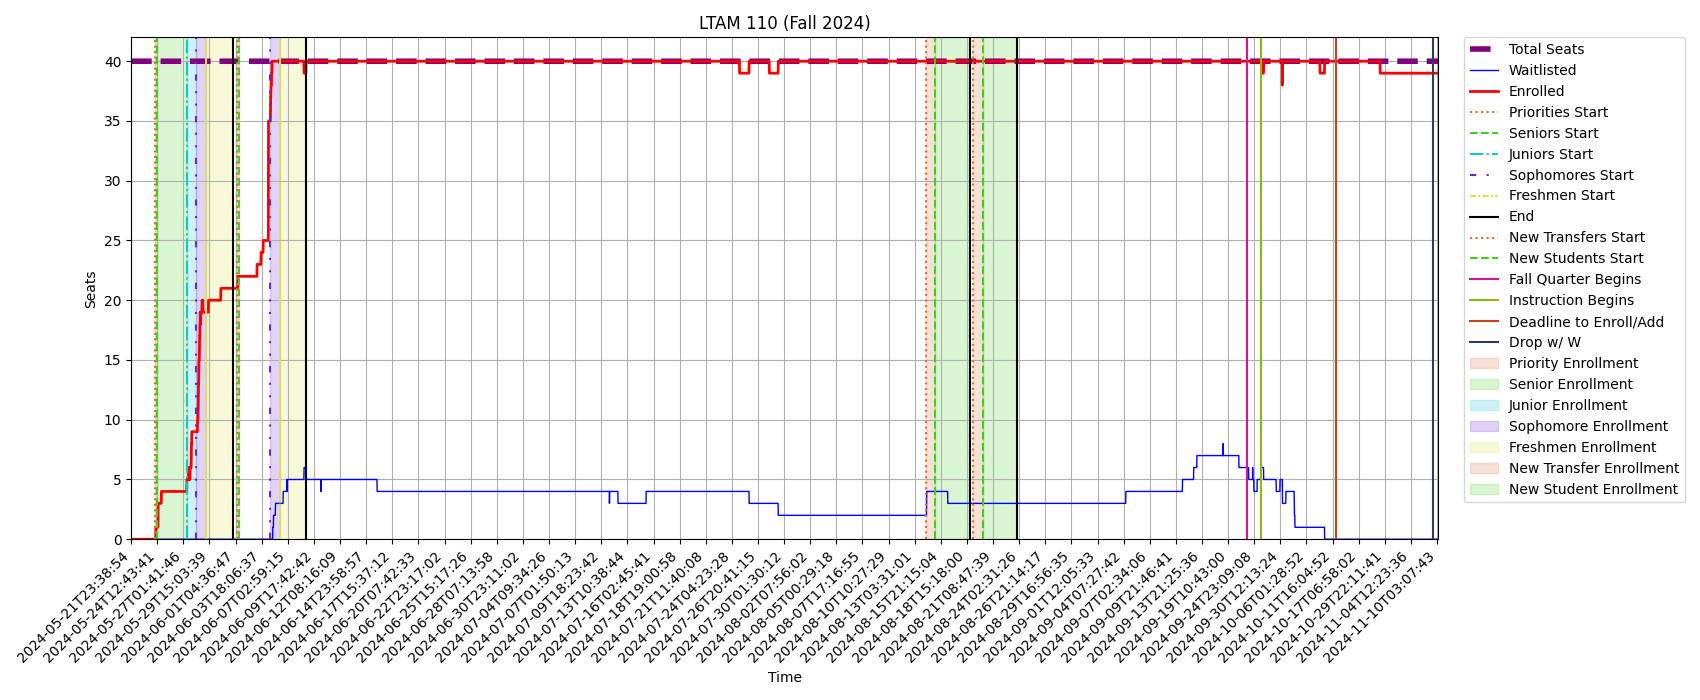 LTAM 110 (Fall 2024)
Seats
40
35
30
25
20
15
10
5
0
2024-05-21T23:38:54
2024-05-24T12:43:41
2024-05-27T01:41:46
2024-05-29T15:03:39
2024-06-01T04:36:47
2024-06-03T18:06:37
2024-06-07T02:59:15
2024-06-09T17:42:42
2024-06-12T08:16:09
2024-06-14T23:58:57
2024-06-17T15:37:12
2024-06-20T07:42:33
2024-06-22T23:17:02
2024-06-25T15:17:26
2024-06-28T07:13:58
2024-06-30T23:11:02
2024-07-04T09:34:26
2024-07-07T01:50:13
2024-07-09T18:23:42
2024-07-13T10:38:44
2024-07-16T02:45:41
2024-07-18T19:00:58
2024-07-21T11:40:08
2024-07-24T04:23:28
2024-07-26T20:41:15
2024-07-30T01:30:12
2024-08-02T07:56:02
2024-08-05T00:29:18
2024-08-07T17:16:55
2024-08-10T10:27:29
2024-08-13T03:31:01
2024-08-15T21:15:04
2024-08-18T15:18:00
2024-08-21T08:47:39
2024-08-24T02:31:26
2024-08-26T21:14:17
2024-08-29T16:56:35
2024-09-01T12:05:33
2024-09-04T07:27:42
2024-09-07T02:34:06
2024-09-09T21:46:41
2024-09-13T21:25:36
2024-09-19T10:43:00
2024-09-24T23:09:08
2024-09-30T12:13:24
2024-10-06T01:28:52
2024-10-11T16:04:52
2024-10-17T06:58:02
2024-10-29T22:11:41
2024-11-04T12:23:36
2024-11-10T03:07:43
Time
Total Seats
Waitlisted
Enrolled
Priorities Start
Seniors Start
Juniors Start
Sophomores Start
Freshmen Start
End
New Transfers Start
New Students Start
Fall Quarter Begins
Instruction Begins
Deadline to Enroll/Add
Drop w/ W
Priority Enrollment
Senior Enrollment
Junior Enrollment
Sophomore Enrollment
Freshmen Enrollment
New Transfer Enrollment
New Student Enrollment